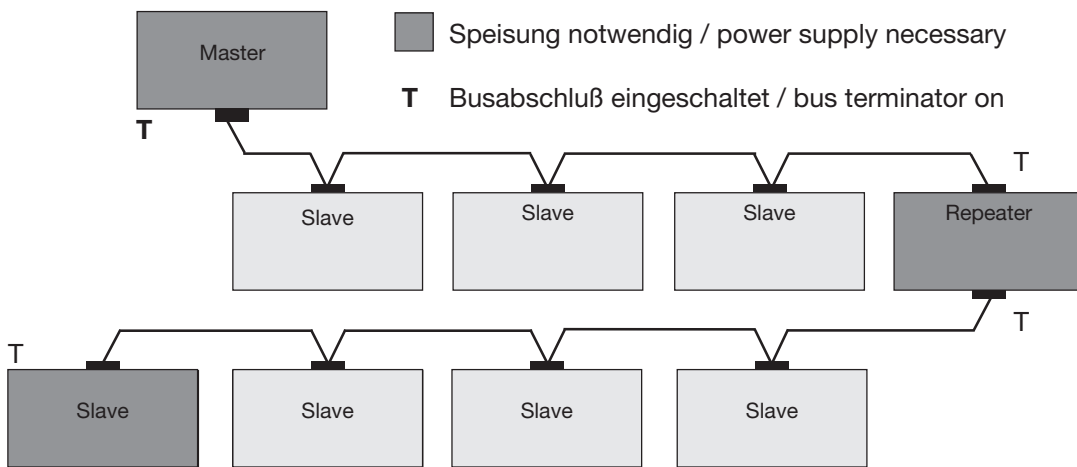 Master
Speisung notwendig / power supply necessary
T Busabschluß eingeschaltet / bus terminator on
T
T
Slave
Slave
Slave
Repeater
T
T
Slave
Slave
Slave
Slave